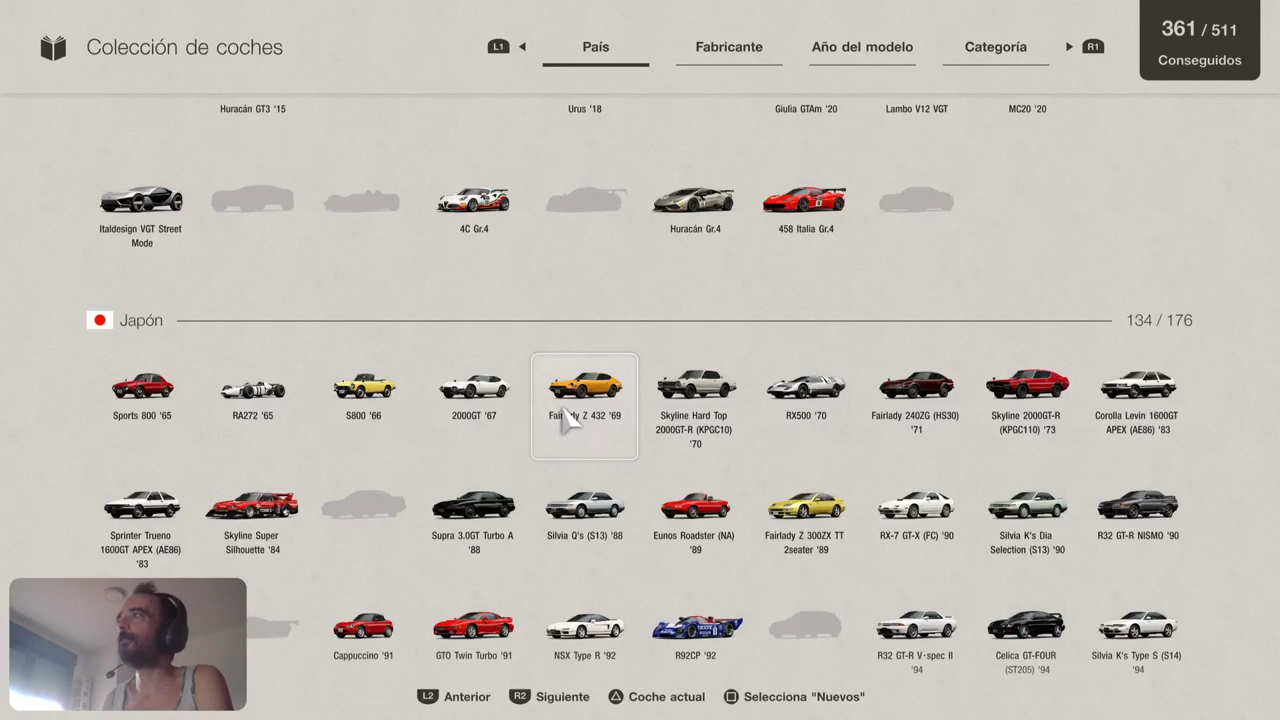 Colección de coches
L1
País
Fabricante
Año del modelo
Categoría
R1
361 / 511
Conseguidos
Huracán GT3 '15
Urus '18
Giulia GTAm '20
Lambo V12 VGT
MC20 '20
Italdesign VGT Street
Mode
4C Gr.4
Huracán Gr.4
458 Italia Gr.4
Japón
134 / 176
Sports 800 '65
RA272 '65
S800 '66
2000GT '67
Fairlady Z 432 '69
Skyline Hard Top
2000GT-R (KPGC10)
'70
RX500 '70
Fairlady 240ZG (HS30)
'71
Skyline 2000GT-R
(KPGC110) '73
Corolla Levin 1600GT
APEX (AE86) '83
Sprinter Trueno
1600GT APEX (AE86)
'83
Skyline Super
Silhouette '84
Supra 3.0GT Turbo A
'88
Silvia Q's (S13) '88
Eunos Roadster (NA)
'89
Fairlady Z 300ZX TT
2seater '89
RX-7 GT-X (FC) '90
Silvia K's Dia
Selection (S13) '90
R32 GT-R NISMO '90
Cappuccino '91
GTO Twin Turbo '91
NSX Type R '92
R92CP '92
R32 GT-R V·spec II
'94
Celica GT-FOUR
(ST205) '94
Silvia K's Type S (S14)
'94
L2 Anterior
R2 Siguiente
Coche actual
Selecciona "Nuevos"